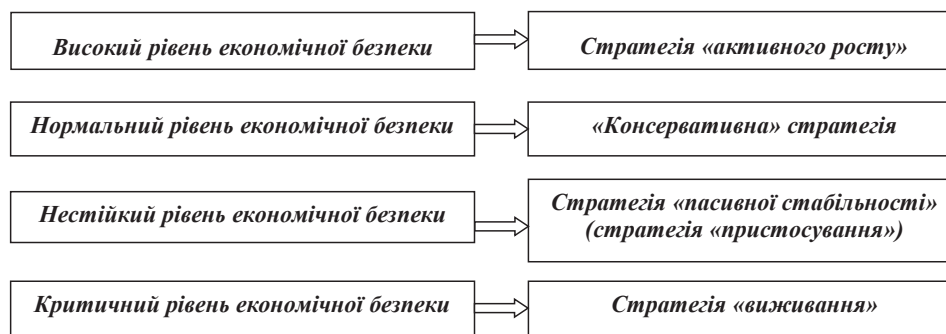 Високий рівень економічної безпеки
Стратегія «активного росту»
Нормальний рівень економічної безпеки
«Консервативна» стратегія
Нестійкий рівень економічної безпеки
Стратегія «пасивної стабільності»
(стратегія «пристосування»)
Критичний рівень економічної безпеки
Стратегія «виживання»